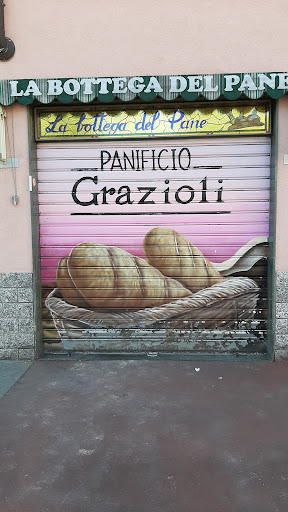 LA BOTTEGA DEL PANE
La bottega del Pane
PANIFICIO
Grazioli